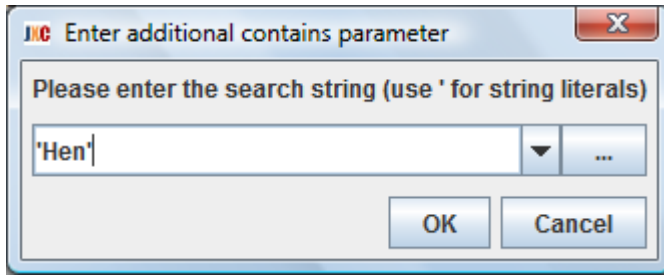 JXC Enter additional contains parameter
Please enter the search string (use ' for string literals)
'Hen'
...
OK Cancel